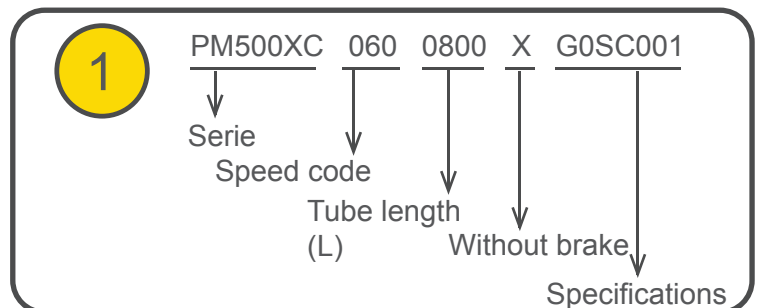 1
PM500XC 060 0800 X G0SC001
Serie
Speed code
Tube length
(L)
Without brake
Specifications